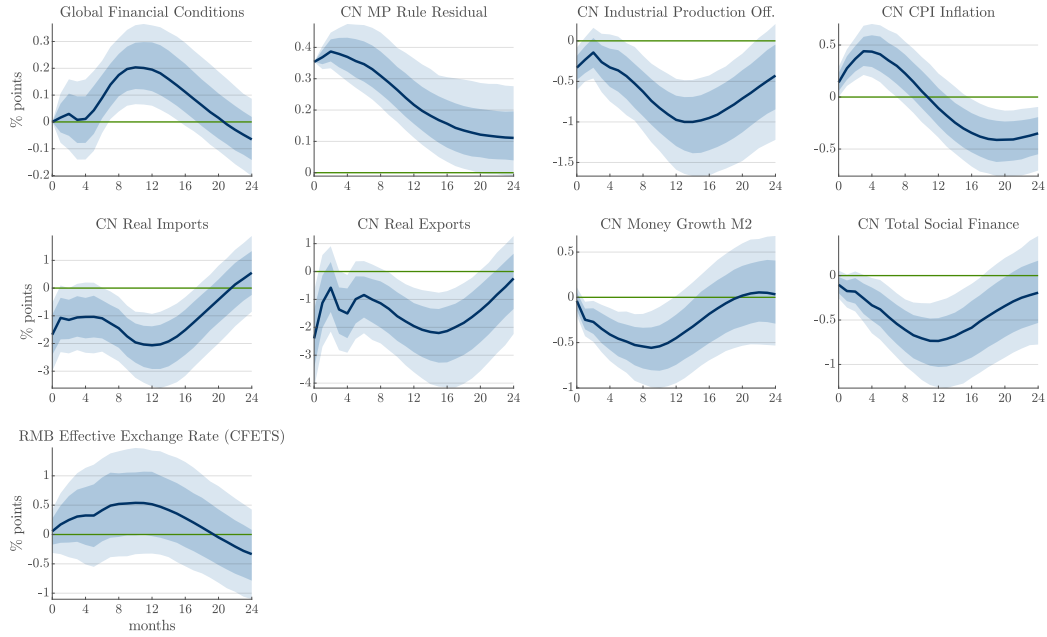 Global Financial Conditions
CN MP Rule Residual
CN Industrial Production Off.
CN CPI Inflation
% points
0.3
0.2
0.1
0
-0.1
-0.2
0 4 8 12 16 20 24
0.4
0.3
0.2
0.1
0
0 4 8 12 16 20 24
0
-0.5
-1
-1.5
0 4 8 12 16 20 24
0.5
0
-0.5
0 4 8 12 16 20 24
CN Real Imports
CN Real Exports
CN Money Growth M2
CN Total Social Finance
% points
1
0
-1
-2
-3
0 4 8 12 16 20 24
1
0
-1
-2
-3
-4
0 4 8 12 16 20 24
0.5
0
-0.5
-1
0 4 8 12 16 20 24
0
-0.5
-1
0 4 8 12 16 20 24
RMB Effective Exchange Rate (CFETS)
% points
1
0.5
0
-0.5
-1
0 4 8 12 16 20 24
months